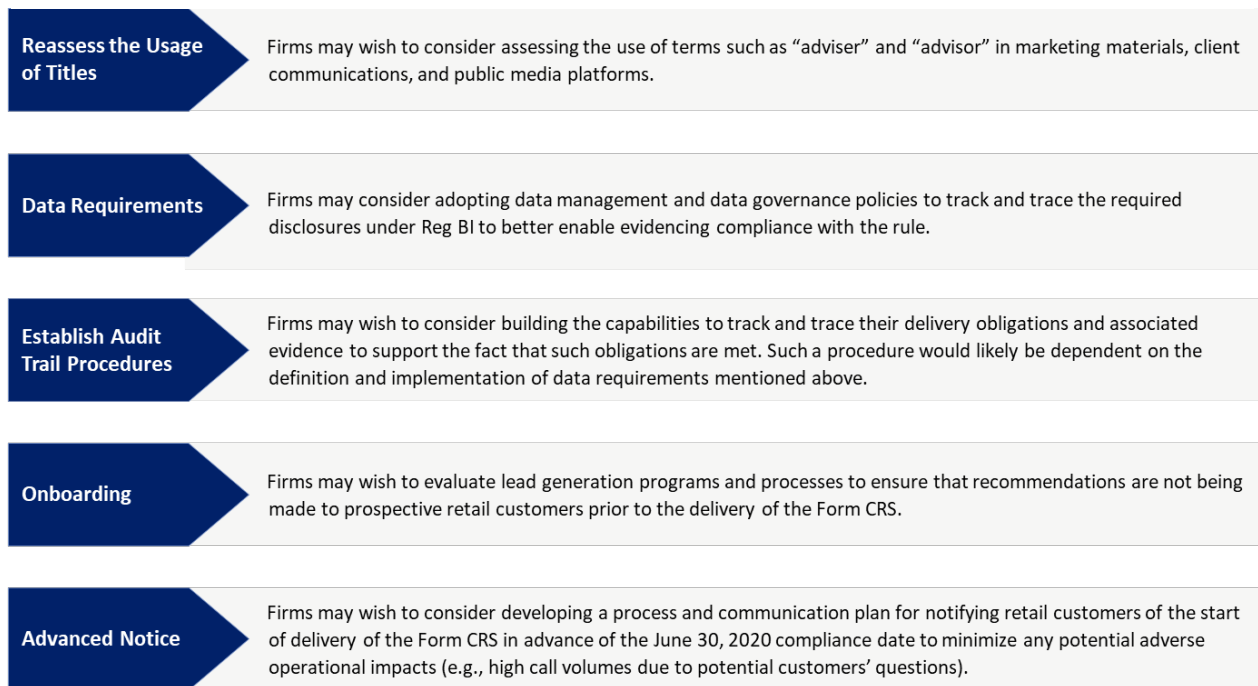 Reassess the Usage
of Titles
Firms may wish to consider assessing the use of terms such as “adviser” and “advisor” in marketing materials, client
communications, and public media platforms.
Data Requirements
Firms may consider adopting data management and data governance policies to track and trace the required
disclosures under Reg BI to better enable evidencing compliance with the rule.
Establish Audit
Trail Procedures
Firms may wish to consider building the capabilities to track and trace their delivery obligations and associated
evidence to support the fact that such obligations are met. Such a procedure would likely be dependent on the
definition and implementation of data requirements mentioned above.
Onboarding
Firms may wish to evaluate lead generation programs and processes to ensure that recommendations are not being
made to prospective retail customers prior to the delivery of the Form CRS.
Advanced Notice
Firms may wish to consider developing a process and communication plan for notifying retail customers of the start
of delivery of the Form CRS in advance of the June 30, 2020 compliance date to minimize any potential adverse
operational impacts (e.g., high call volumes due to potential customers’ questions).